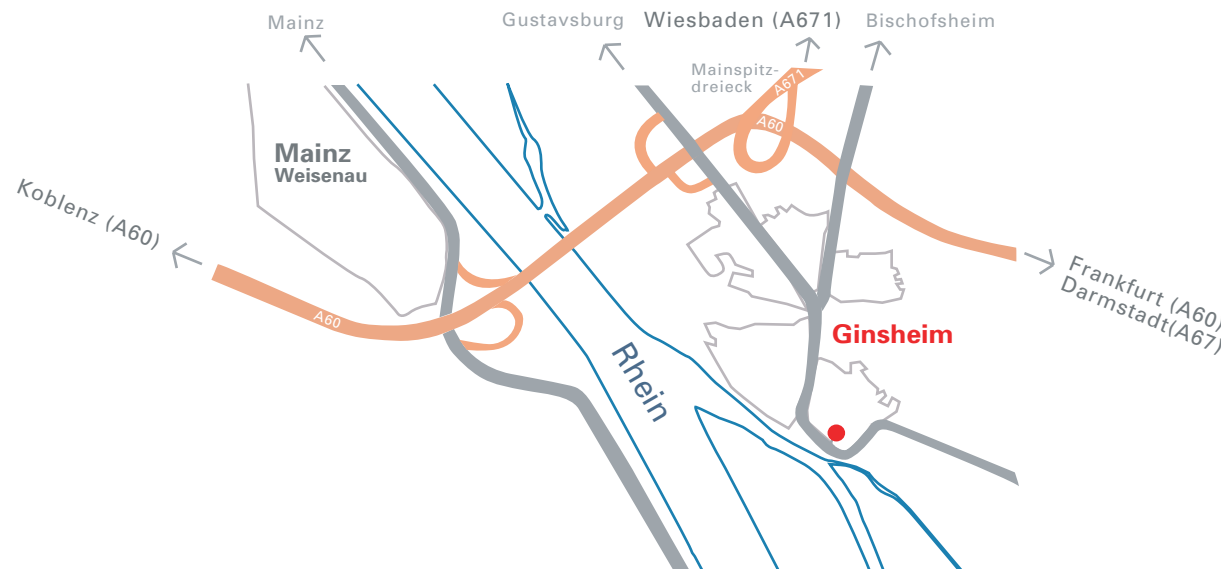 Mainz
Gustavsburg
Wiesbaden (A671)
Bischofsheim
Mainspitz-
dreieck
A671
A60
Mainz
Weisenau
Koblenz (A60)
A60
Frankfurt (A60)
Darmstadt(A67)
Ginsheim
Rhein